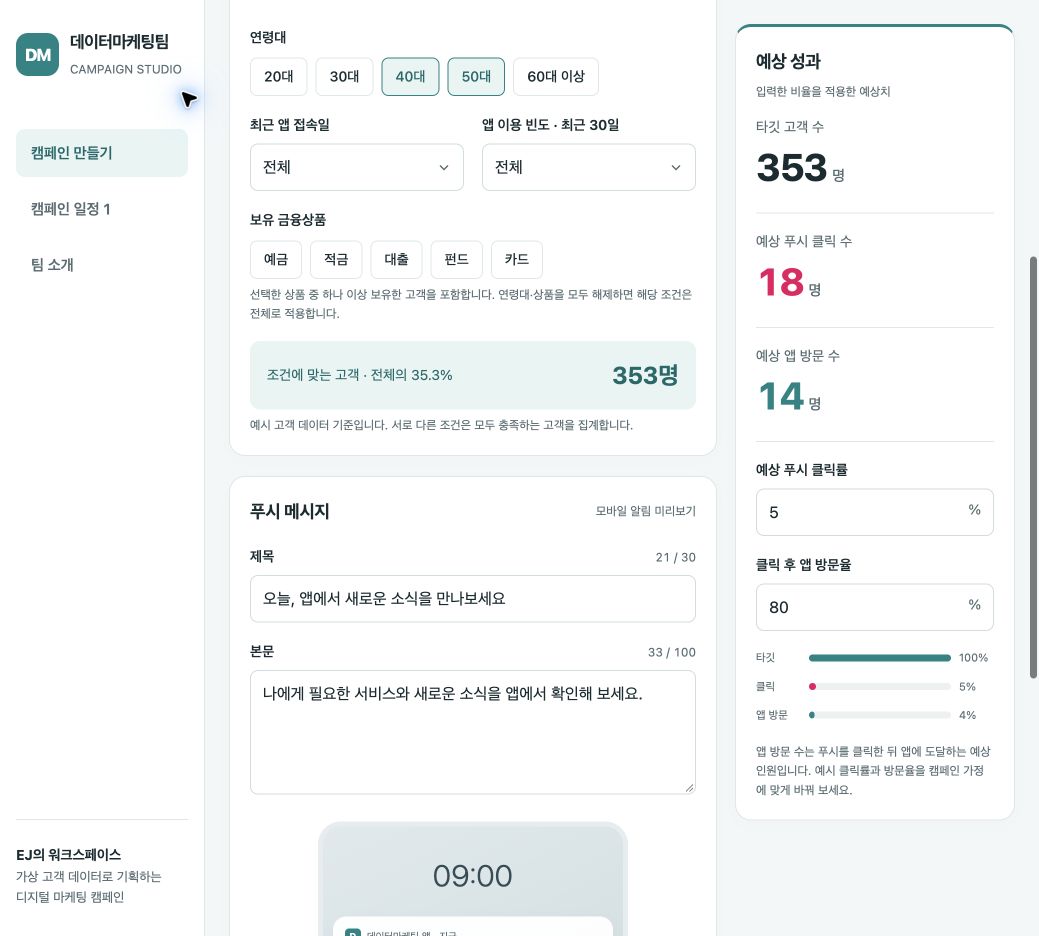 DM
데이터마케팅팀
CAMPAIGN STUDIO
캠페인 만들기
캠페인 일정 1
팀 소개
EJ의 워크스페이스
가상 고객 데이터로 기획하는
디지털 마케팅 캠페인
연령대
20대 30대 40대 50대 60대 이상
최근 앱 접속일 앱 이용 빈도 · 최근 30일
전체 전체
보유 금융상품
예금 적금 대출 펀드 카드
선택한 상품 중 하나 이상 보유한 고객을 포함합니다. 연령대·상품을 모두 해제하면 해당 조건은
전체로 적용합니다.
조건에 맞는 고객 · 전체의 35.3% 353명
예시 고객 데이터 기준입니다. 서로 다른 조건은 모두 충족하는 고객을 집계합니다.
푸시 메시지 모바일 알림 미리보기
제목 21 / 30
오늘, 앱에서 새로운 소식을 만나보세요
본문 33 / 100
나에게 필요한 서비스와 새로운 소식을 앱에서 확인해 보세요.
09:00
예상 성과
입력한 비율을 적용한 예상치
타깃 고객 수
353 명
예상 푸시 클릭 수
18 명
예상 앱 방문 수
14 명
예상 푸시 클릭률
5 %
클릭 후 앱 방문율
80 %
타깃 100%
클릭 5%
앱 방문 4%
앱 방문 수는 푸시를 클릭한 뒤 앱에 도달하는 예상
인원입니다. 예시 클릭률과 방문율을 캠페인 가정
에 맞게 바꿔 보세요.